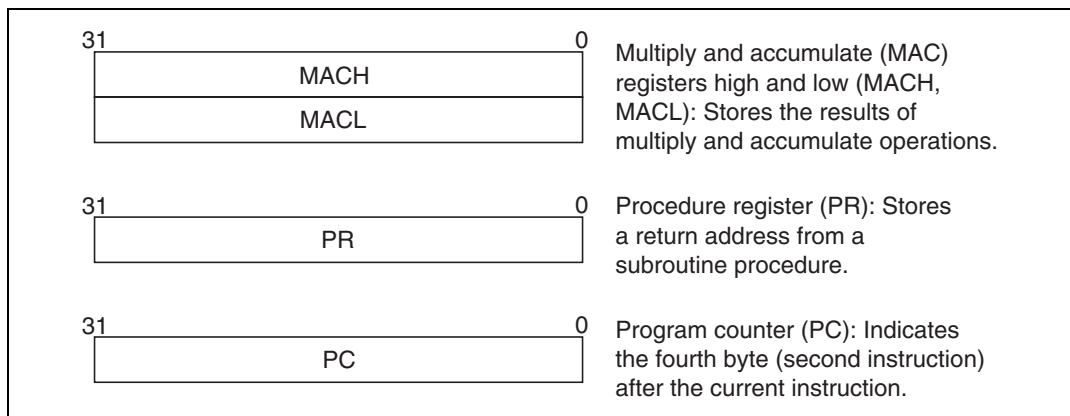 31 0
MACH
MACL
Multiply and accumulate (MAC)
registers high and low (MACH,
MACL): Stores the results of
multiply and accumulate operations.
31 0
PR
Procedure register (PR): Stores
a return address from a
subroutine procedure.
31 0
PC
Program counter (PC): Indicates
the fourth byte (second instruction)
after the current instruction.